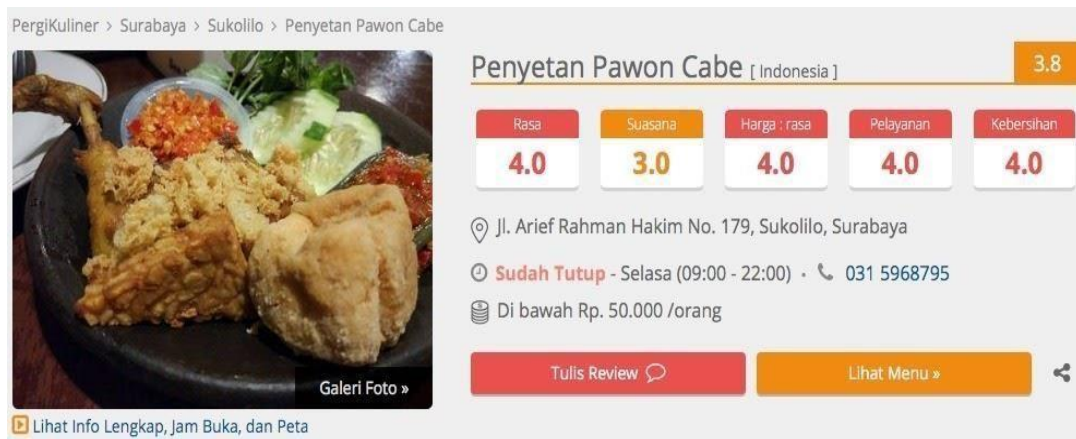 PergiKuliner > Surabaya > Sukolilo > Penyetan Pawon Cabe
Penyetan Pawon Cabe [ Indonesia ]
3.8
Rasa
4.0
Suasana
3.0
Harga : rasa
4.0
Pelayanan
4.0
Kebersihan
4.0
Jl. Arief Rahman Hakim No. 179, Sukolilo, Surabaya
Sudah Tutup - Selasa (09:00 - 22:00) · 031 5968795
Di bawah Rp. 50.000 /orang
Tulis Review
Lihat Menu »
Galeri Foto »
Lihat Info Lengkap, Jam Buka, dan Peta